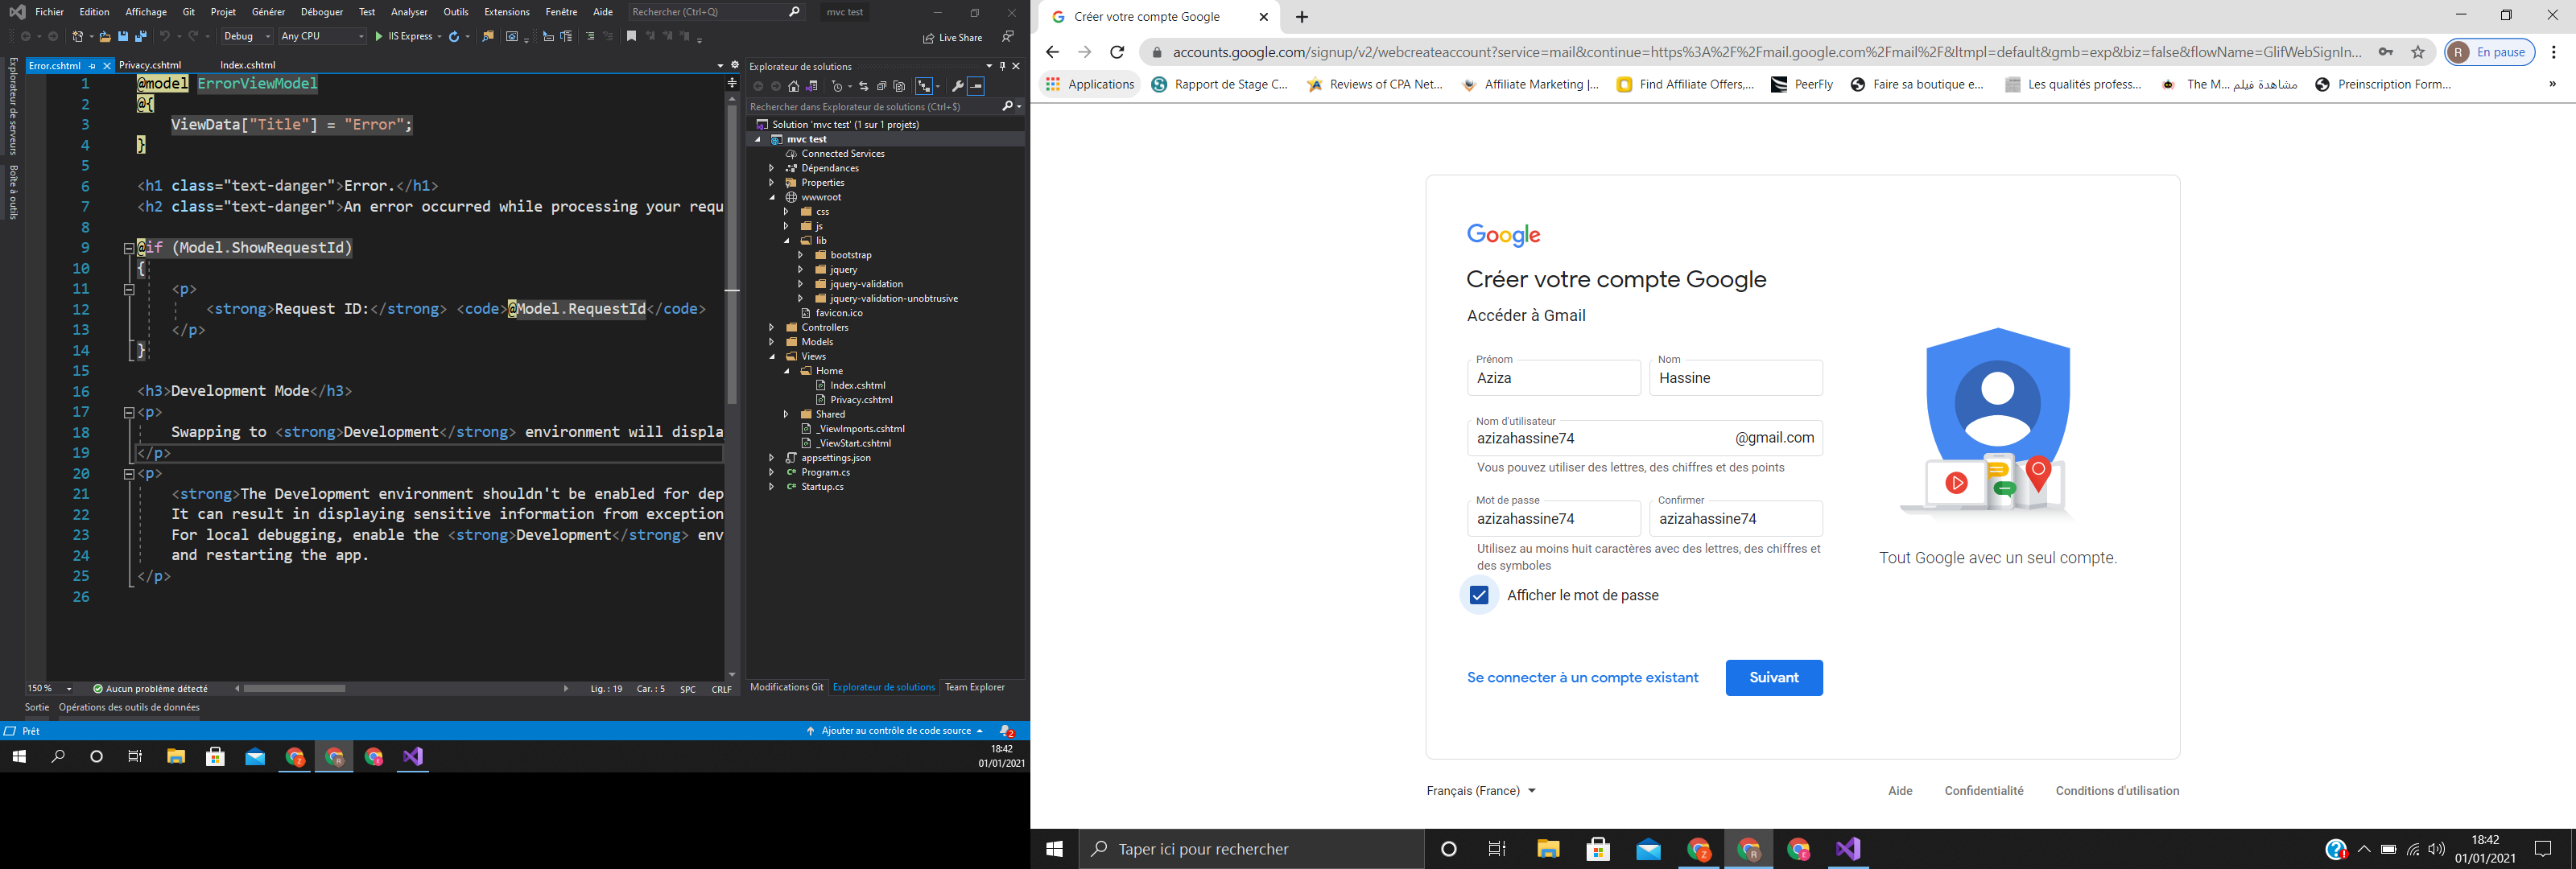 Fichier Edition Affichage Git Projet Générer Déboguer Test Analyser Outils Extensions Fenêtre Aide Rechercher (Ctrl+Q) mvc test
Debug Any CPU IIS Express Live Share
Explorateur de serveurs
Boîte à outils
Error.cshtml Privacy.cshtml Index.cshtml
1 @model ErrorViewModel
2 @{
3 ViewData["Title"] = "Error";
4 }
5
6 <h1 class="text-danger">Error.</h1>
7 <h2 class="text-danger">An error occurred while processing your requ
8
9 @if (Model.ShowRequestId)
10 {
11 <p>
12 <strong>Request ID:</strong> <code>@Model.RequestId</code>
13 </p>
14 }
15
16 <h3>Development Mode</h3>
17 <p>
18 Swapping to <strong>Development</strong> environment will displa
19 </p>
20 <p>
21 <strong>The Development environment shouldn't be enabled for dep
22 It can result in displaying sensitive information from exception
23 For local debugging, enable the <strong>Development</strong> env
24 and restarting the app.
25 </p>
26
150 % Aucun problème détecté Lig. : 19 Car. : 5 SPC CRLF
Sortie Opérations des outils de données
Explorateur de solutions
Rechercher dans Explorateur de solutions (Ctrl+$)
Solution 'mvc test' (1 sur 1 projets)
mvc test
Connected Services
Dépendances
Properties
wwwroot
css
js
lib
bootstrap
jquery
jquery-validation
jquery-validation-unobtrusive
favicon.ico
Controllers
Models
Views
Home
Index.cshtml
Privacy.cshtml
Shared
_ViewImports.cshtml
_ViewStart.cshtml
appsettings.json
Program.cs
Startup.cs
Modifications Git Explorateur de solutions Team Explorer
Prêt Ajouter au contrôle de code source 2
18:42
01/01/2021
Créer votre compte Google
accounts.google.com/signup/v2/webcreateaccount?service=mail&continue=https%3A%2F%2Fmail.google.com%2Fmail%2F&ltmpl=default&gmb=exp&biz=false&flowName=GlifWebSignIn... R En pause
Applications Rapport de Stage C... Reviews of CPA Net... Affiliate Marketing |... Find Affiliate Offers,... PeerFly Faire sa boutique e... Les qualités profess... The M... مشاهدة فيلم Preinscription Form... »
Google
Créer votre compte Google
Accéder à Gmail
Prénom Nom
Aziza Hassine
Nom d'utilisateur
azizahassine74 @gmail.com
Vous pouvez utiliser des lettres, des chiffres et des points
Mot de passe Confirmer
azizahassine74 azizahassine74
Utilisez au moins huit caractères avec des lettres, des chiffres et
des symboles
Afficher le mot de passe
Se connecter à un compte existant Suivant
Tout Google avec un seul compte.
Français (France) Aide Confidentialité Conditions d'utilisation
Taper ici pour rechercher
18:42
01/01/2021